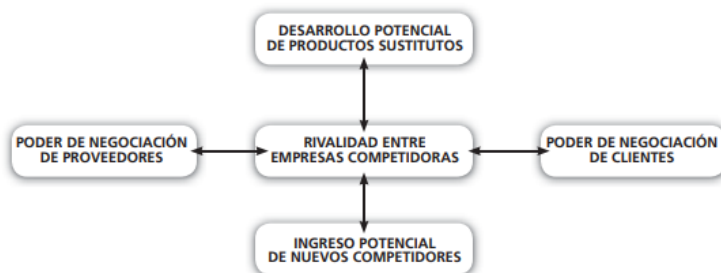 DESARROLLO POTENCIAL
DE PRODUCTOS SUSTITUTOS
PODER DE NEGOCIACIÓN
DE PROVEEDORES
RIVALIDAD ENTRE
EMPRESAS COMPETIDORAS
PODER DE NEGOCIACIÓN
DE CLIENTES
INGRESO POTENCIAL
DE NUEVOS COMPETIDORES